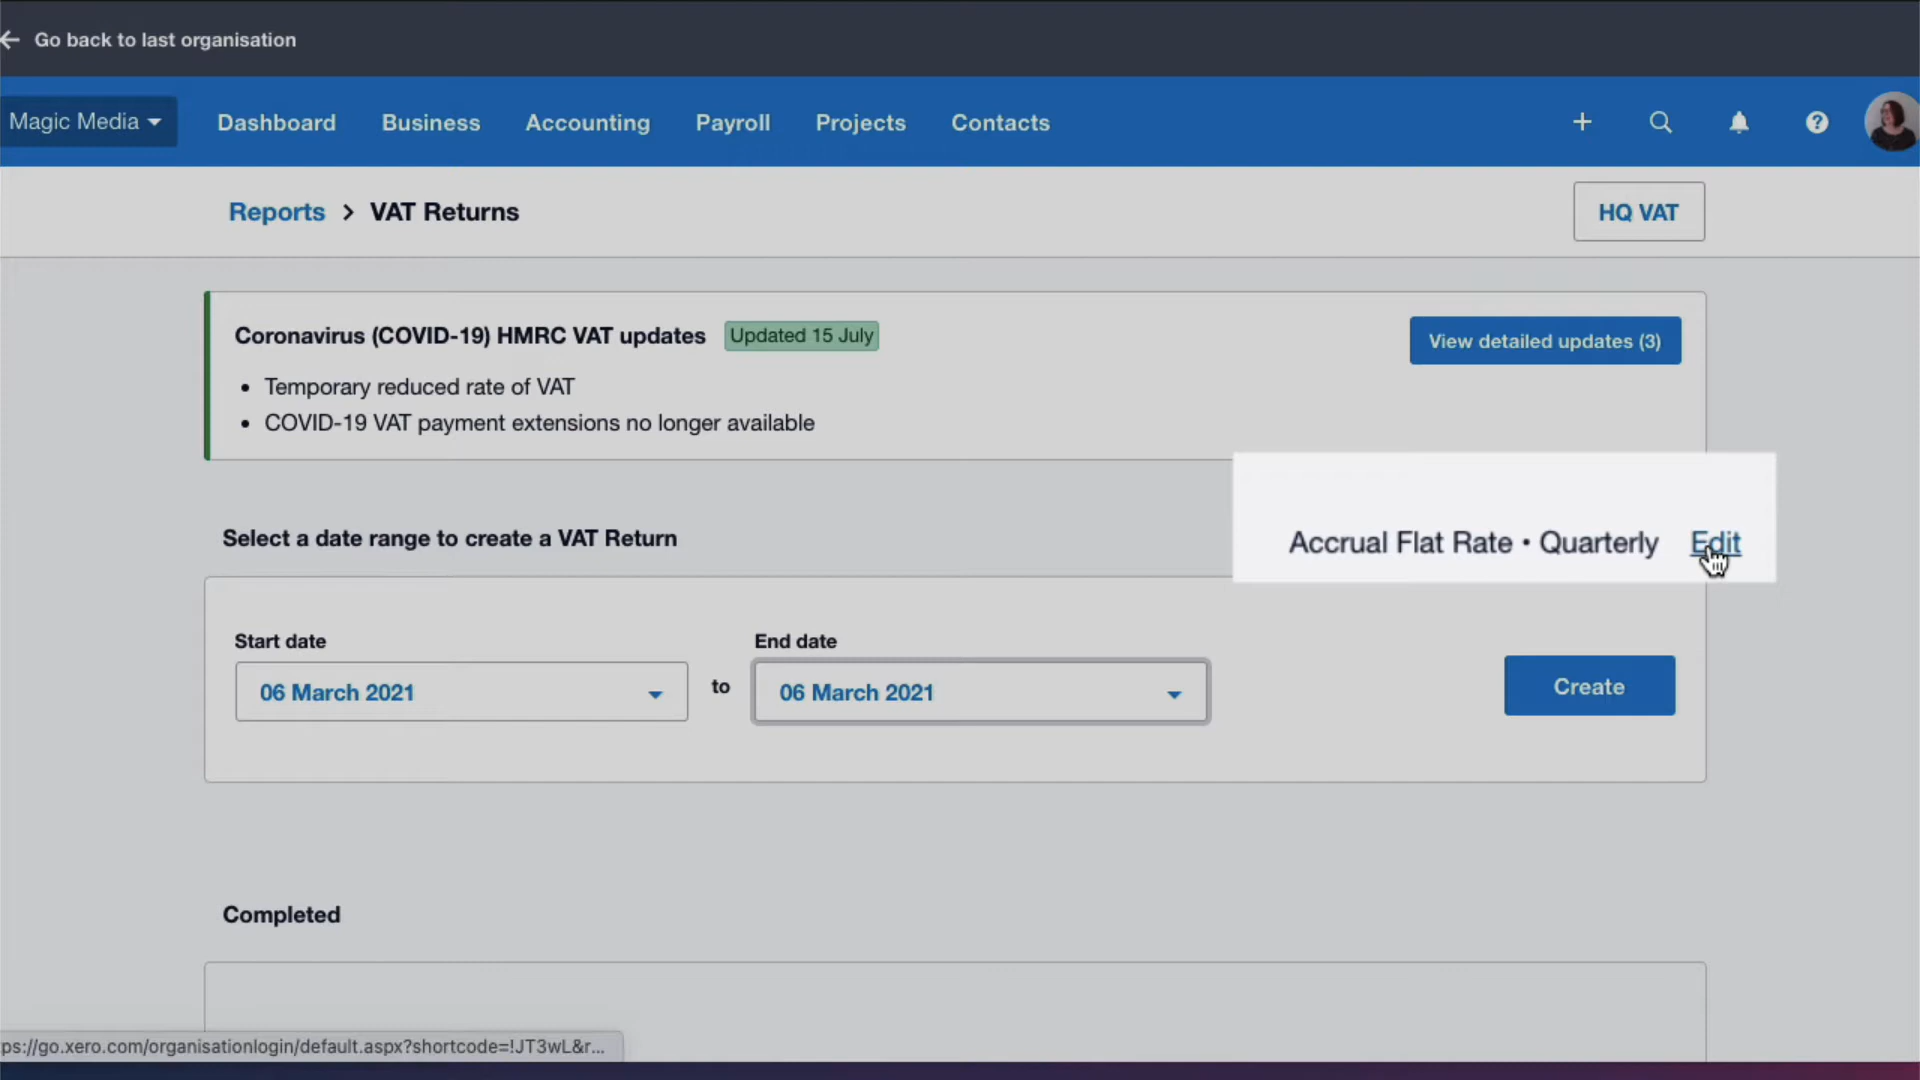 Go back to last organisation
Magic Media Dashboard Business Accounting Payroll Projects Contacts
Reports > VAT Returns
HQ VAT
Coronavirus (COVID-19) HMRC VAT updates Updated 15 July
View detailed updates (3)
• Temporary reduced rate of VAT
• COVID-19 VAT payment extensions no longer available
Select a date range to create a VAT Return
Accrual Flat Rate • Quarterly Edit
Start date
End date
06 March 2021 to 06 March 2021
Create
Completed
ps://go.xero.com/organisationlogin/default.aspx?shortcode=!JT3wL&r...